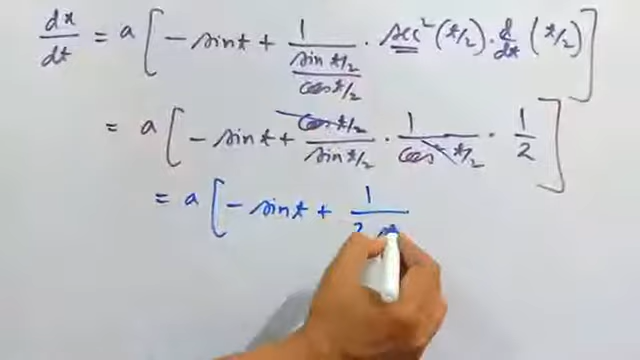 dx/dt = a [ - sin t + 1/(sin t/2 / cos t/2) · sec² (t/2) · d/dt (t/2) ]
= a [ - sin t + cos t/2 / sin t/2 · 1/cos² t/2 · 1/2 ]
= a [ - sin t + 1/2